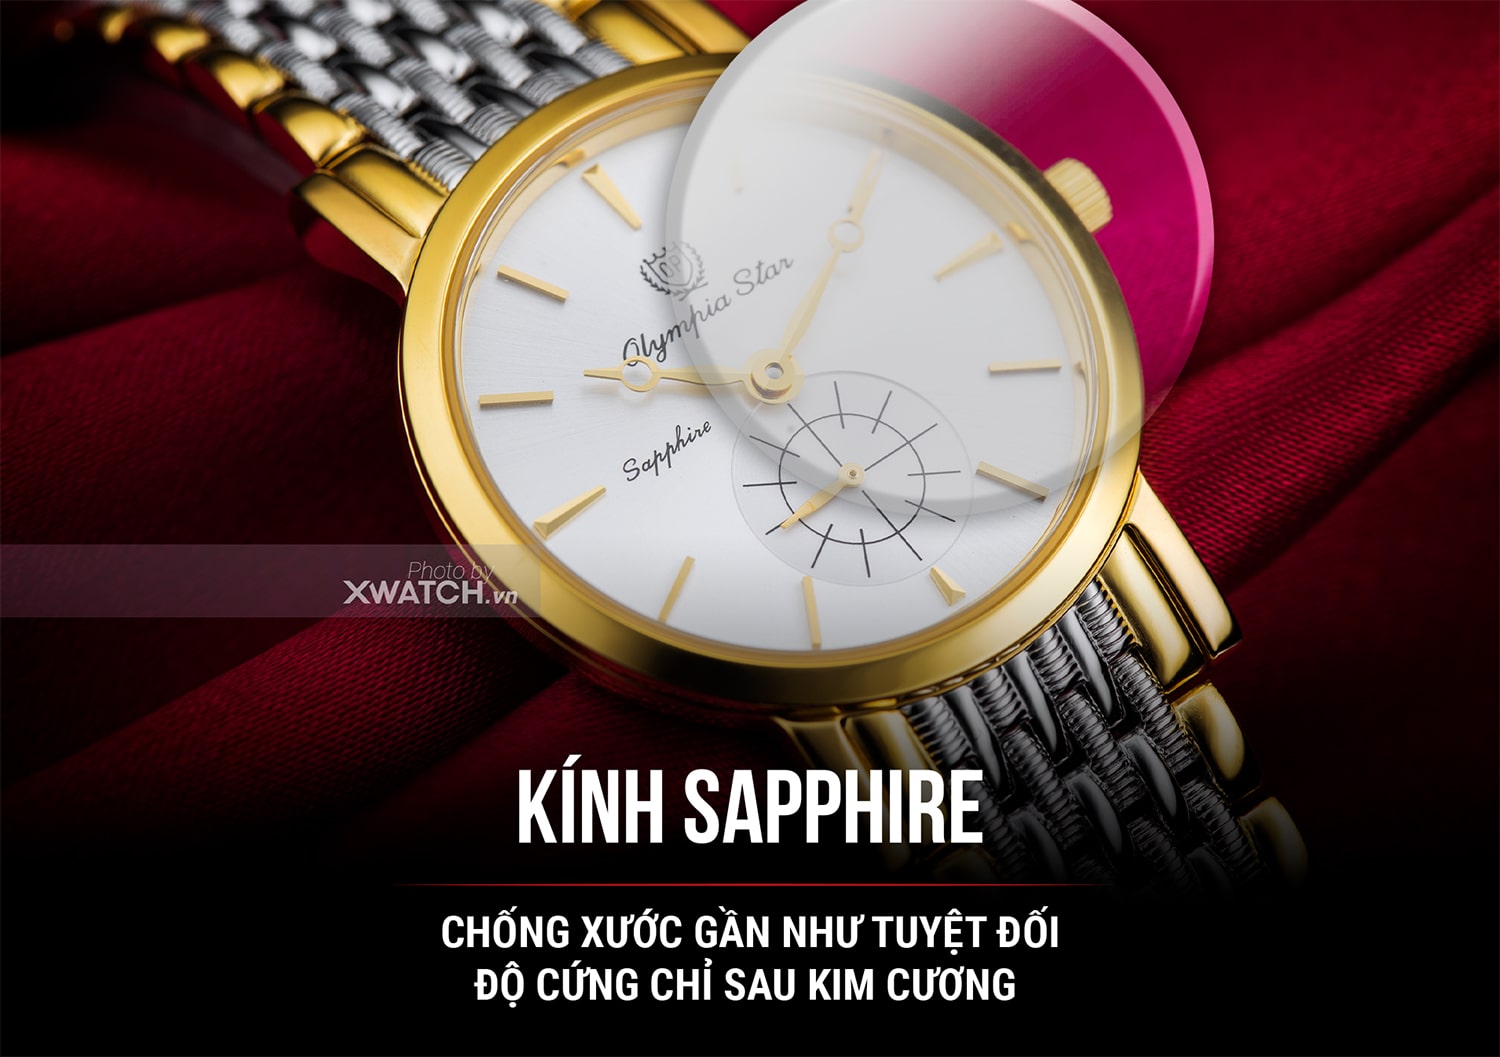 OP
Olympia Star
Sapphire
Photo by
XWATCH.vn
KÍNH SAPPHIRE
CHỐNG XƯỚC GẦN NHƯ TUYỆT ĐỐI
ĐỘ CỨNG CHỈ SAU KIM CƯƠNG